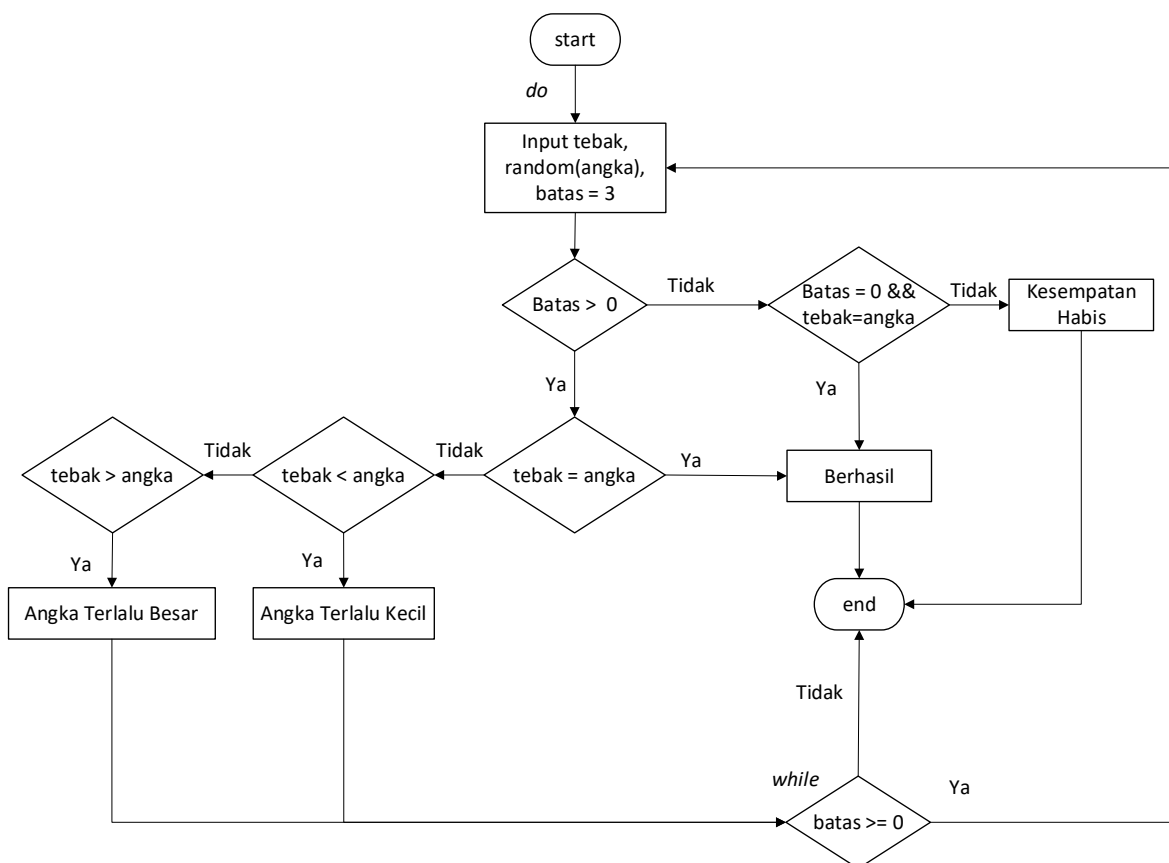 start
do
Input tebak,
random(angka),
batas = 3
Batas > 0
Tidak
Batas = 0 &&
tebak=angka
Tidak
Kesempatan
Habis
Ya
Ya
tebak > angka
Tidak
tebak < angka
Tidak
tebak = angka
Ya
Berhasil
Ya
Ya
Angka Terlalu Besar
Angka Terlalu Kecil
end
Tidak
while
batas >= 0
Ya